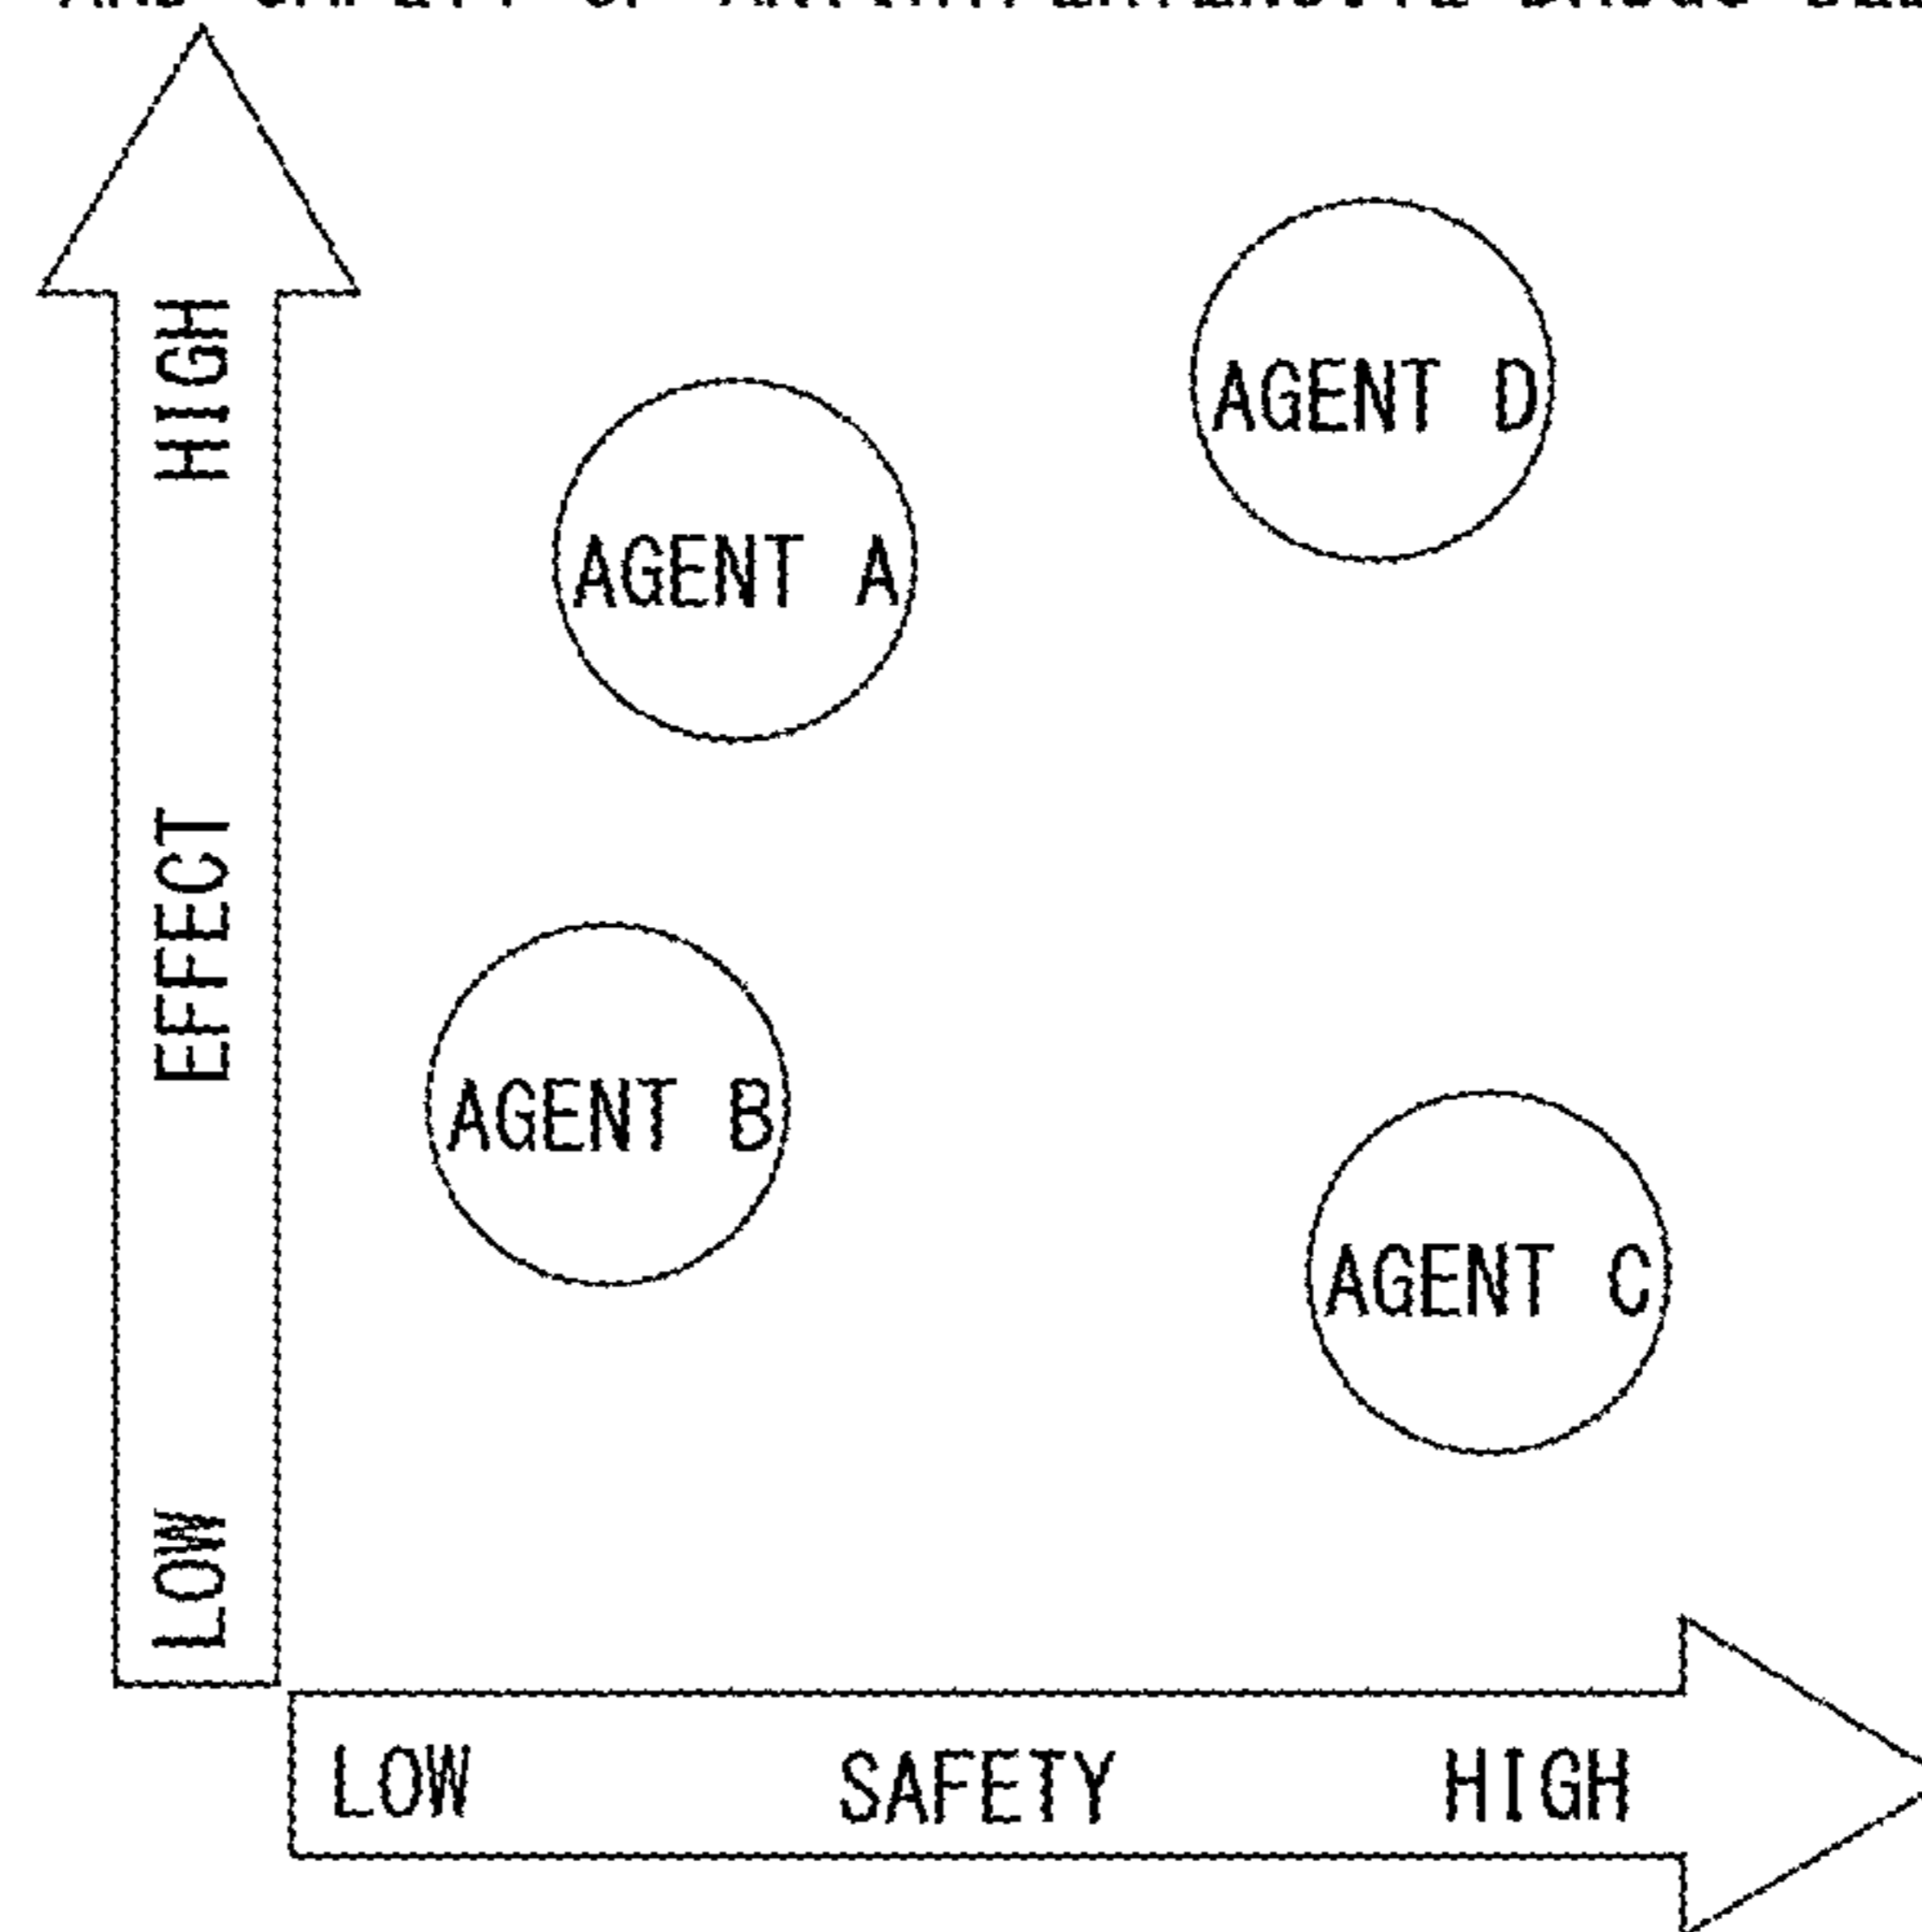 HIGH
AGENT D
AGENT A
EFFECT
AGENT B
AGENT C
LOW
LOW SAFETY HIGH